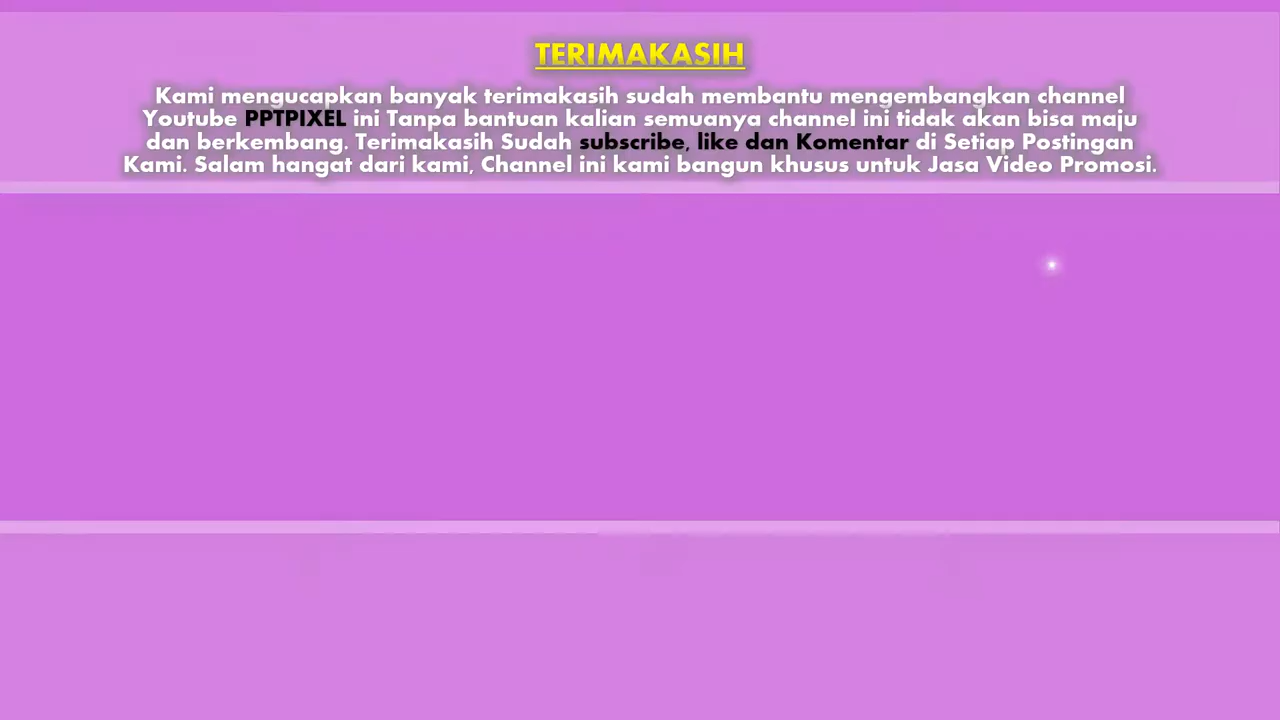 TERIMAKASIH
Kami mengucapkan banyak terimakasih sudah membantu mengembangkan channel
Youtube PPTPIXEL ini Tanpa bantuan kalian semuanya channel ini tidak akan bisa maju
dan berkembang. Terimakasih Sudah subscribe, like dan Komentar di Setiap Postingan
Kami. Salam hangat dari kami, Channel ini kami bangun khusus untuk Jasa Video Promosi.